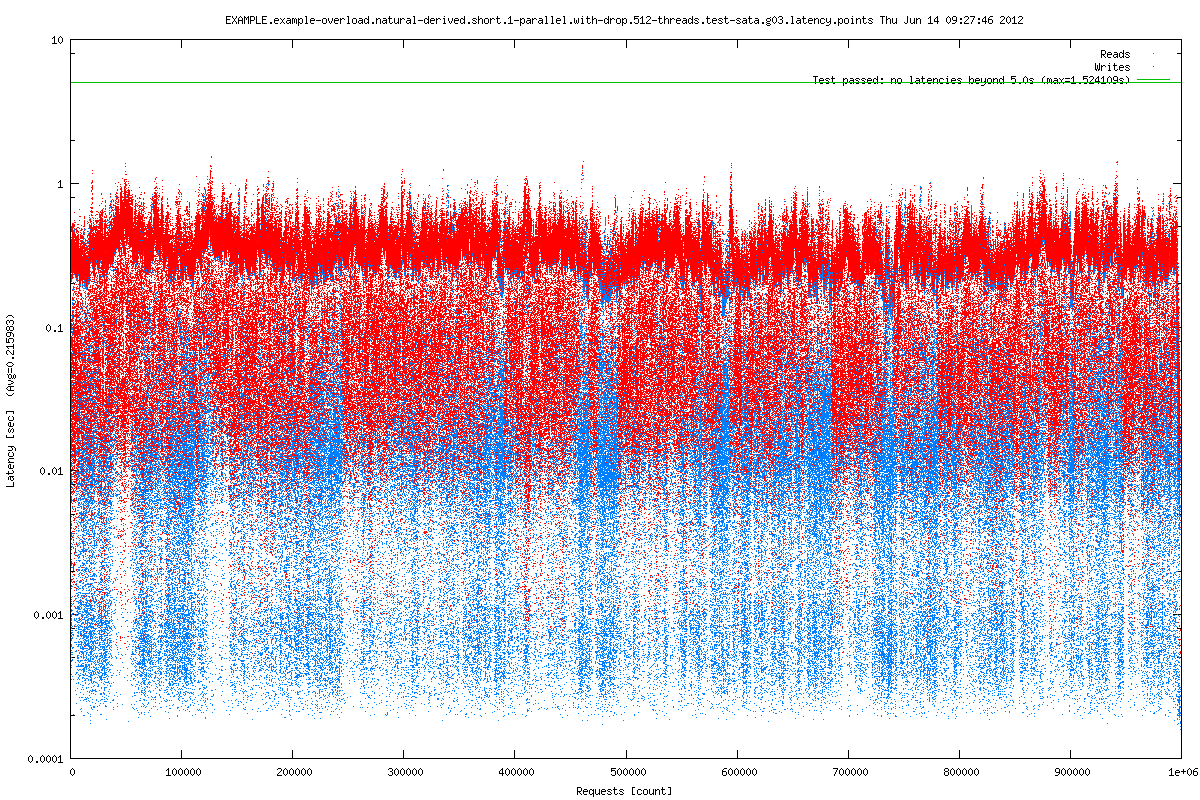 EXAMPLE.example-overload.natural-derived.short.1-parallel.with-drop.512-threads.test-sata.g03.latency.points Thu Jun 14 09:27:46 2012
Reads
Writes
Test passed: no latencies beyond 5.0s (max=1.524109s)
10
1
0.1
0.01
0.001
0.0001
Latency [sec] (Avg=0.215983)
0 100000 200000 300000 400000 500000 600000 700000 800000 900000 1e+06
Requests [count]